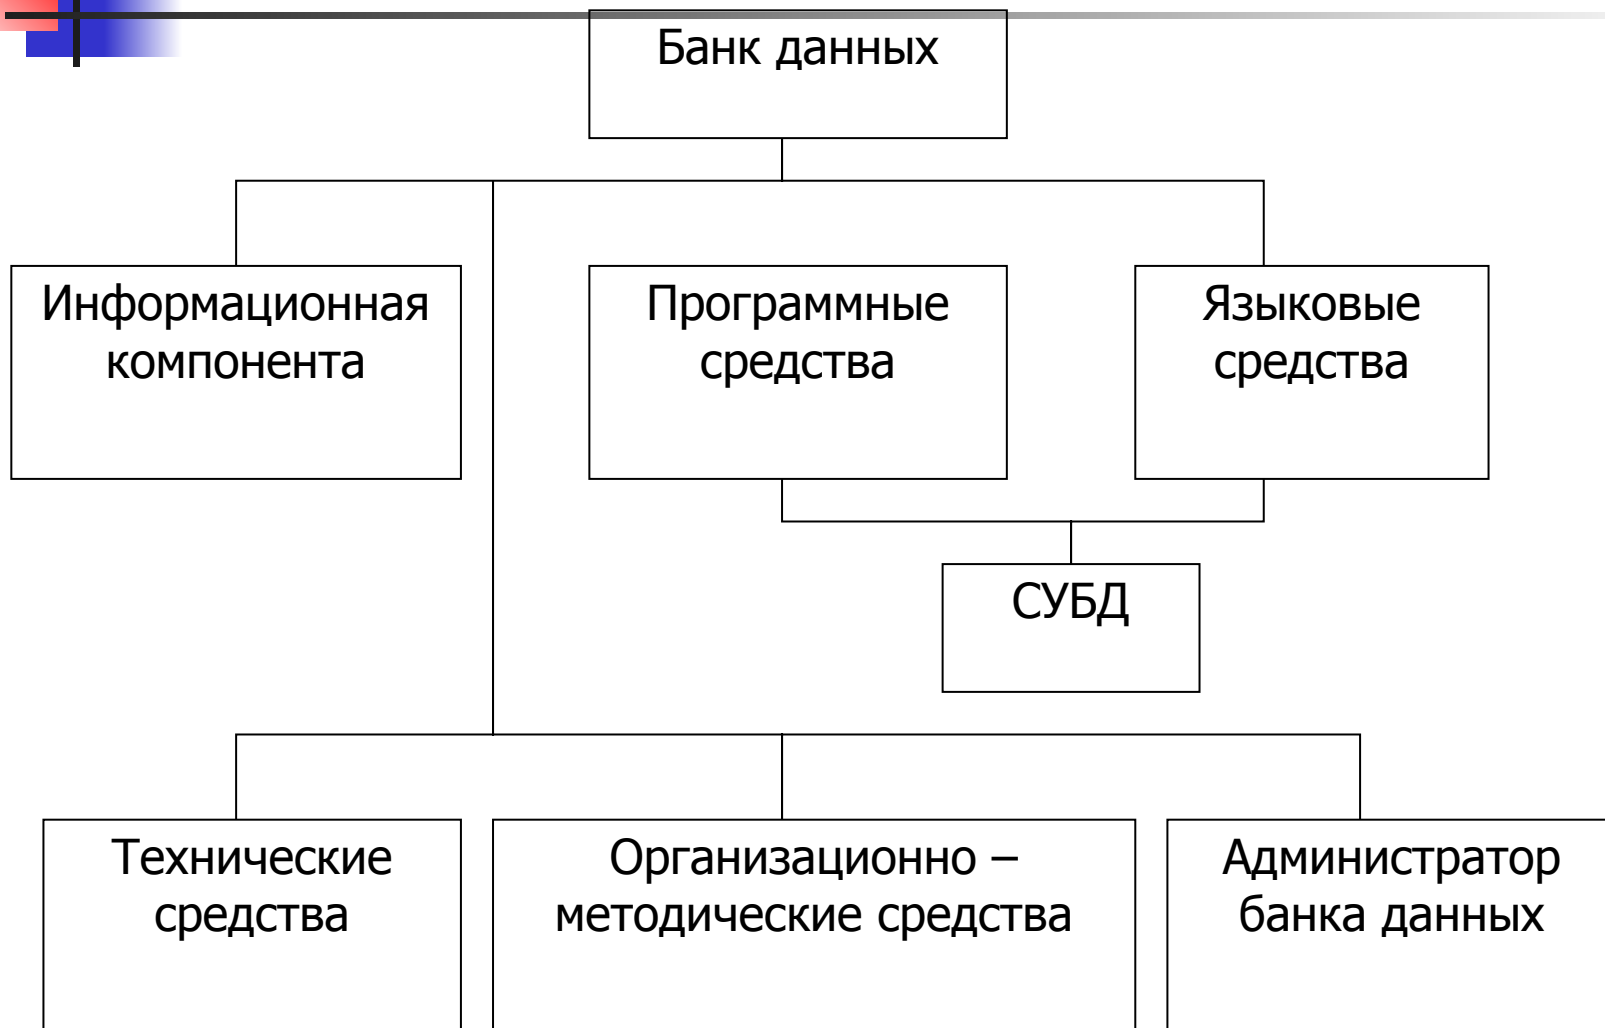 Банк данных
Информационная
компонента
Программные
средства
Языковые
средства
СУБД
Технические
средства
Организационно –
методические средства
Администратор
банка данных